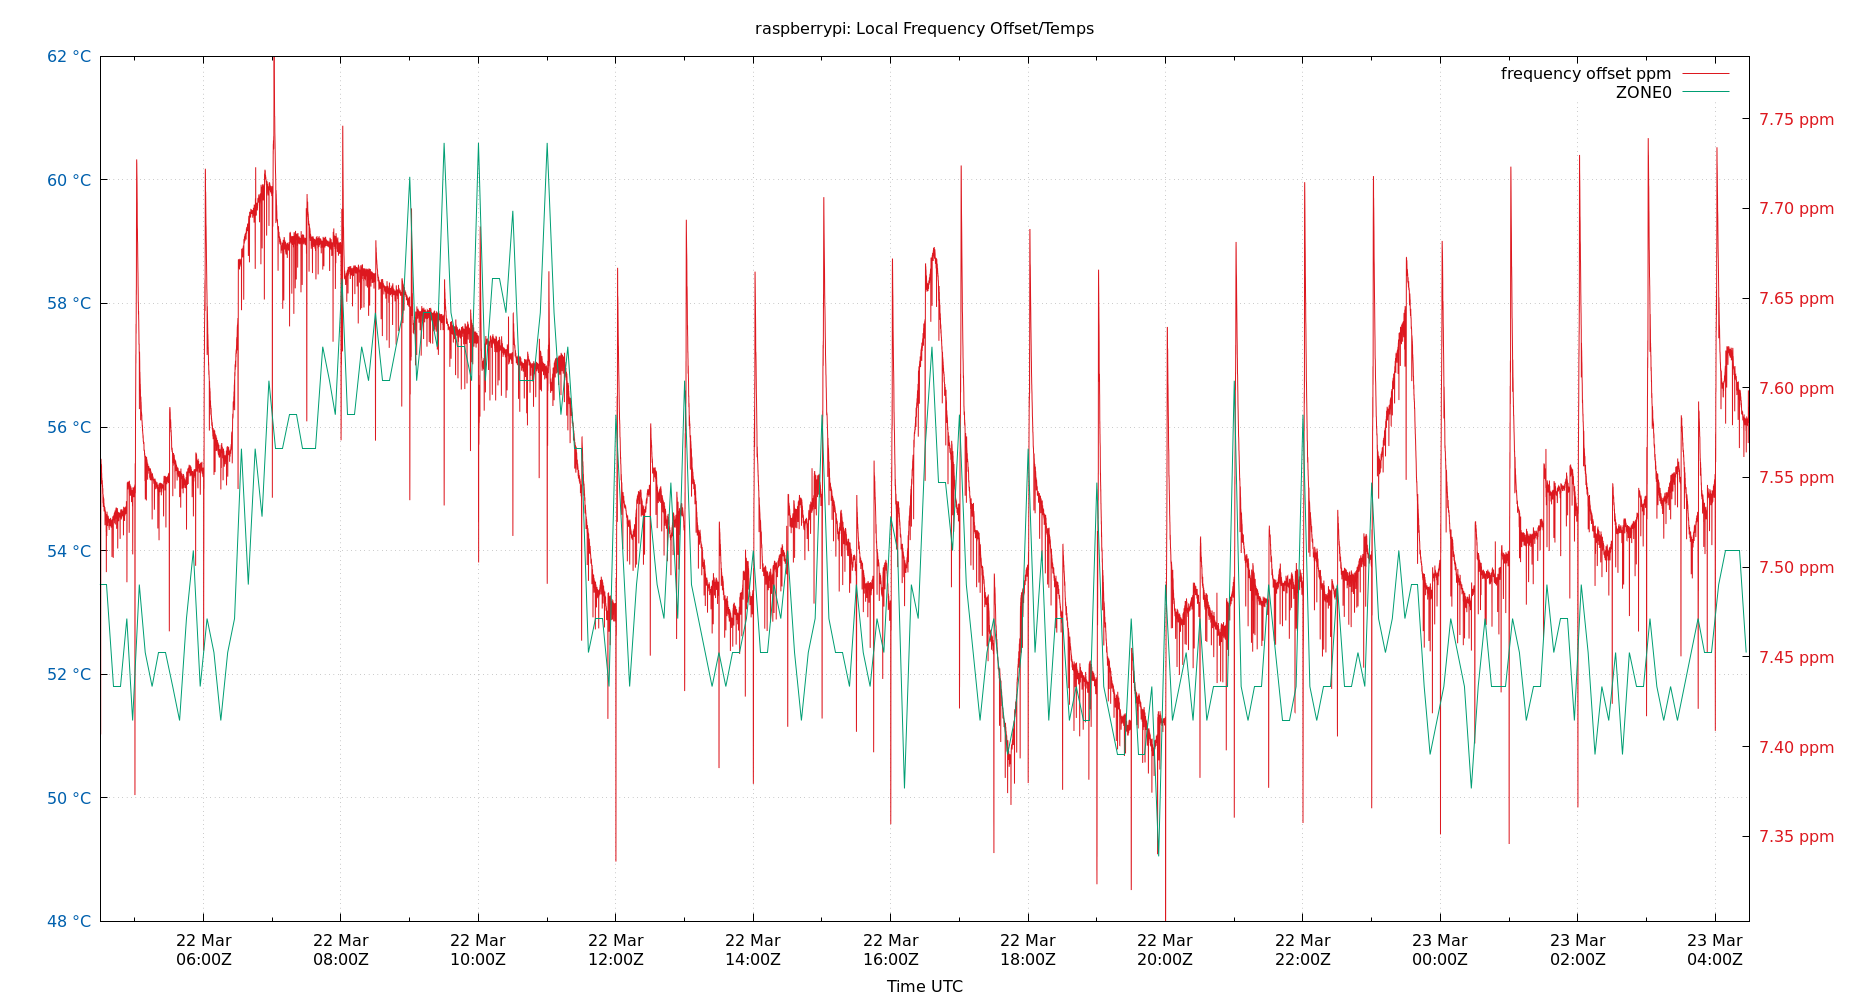 raspberrypi: Local Frequency Offset/Temps
frequency offset ppm
ZONE0
62 °C
60 °C
58 °C
56 °C
54 °C
52 °C
50 °C
48 °C
7.75 ppm
7.70 ppm
7.65 ppm
7.60 ppm
7.55 ppm
7.50 ppm
7.45 ppm
7.40 ppm
7.35 ppm
22 Mar
06:00Z
22 Mar
08:00Z
22 Mar
10:00Z
22 Mar
12:00Z
22 Mar
14:00Z
22 Mar
16:00Z
22 Mar
18:00Z
22 Mar
20:00Z
22 Mar
22:00Z
23 Mar
00:00Z
23 Mar
02:00Z
23 Mar
04:00Z
Time UTC